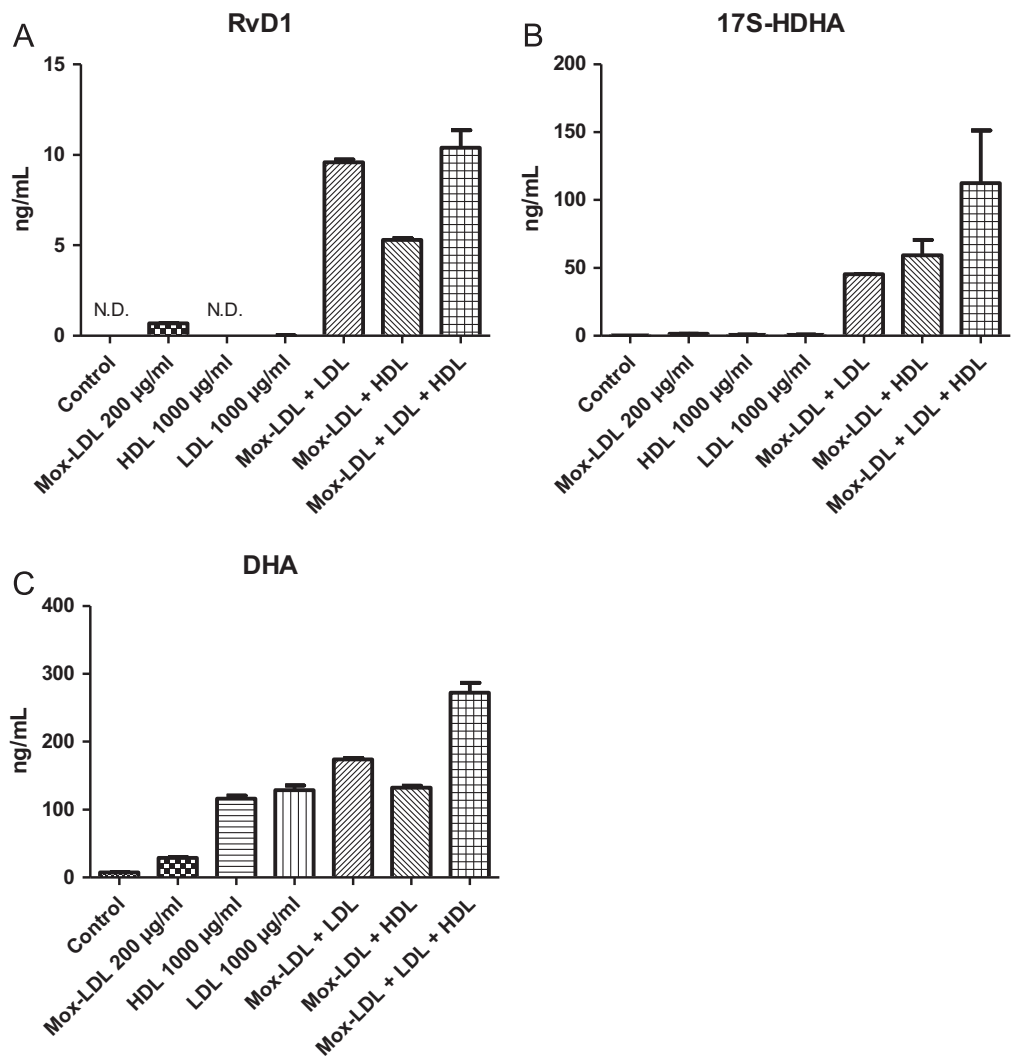 A
RvD1
ng/mL
15
10
5
0
N.D.
N.D.
Control
Mox-LDL 200 µg/ml
HDL 1000 µg/ml
LDL 1000 µg/ml
Mox-LDL + LDL
Mox-LDL + HDL
Mox-LDL + LDL + HDL
B
17S-HDHA
ng/mL
200
150
100
50
0
Control
Mox-LDL 200 µg/ml
HDL 1000 µg/ml
LDL 1000 µg/ml
Mox-LDL + LDL
Mox-LDL + HDL
Mox-LDL + LDL + HDL
C
DHA
ng/mL
400
300
200
100
0
Control
Mox-LDL 200 µg/ml
HDL 1000 µg/ml
LDL 1000 µg/ml
Mox-LDL + LDL
Mox-LDL + HDL
Mox-LDL + LDL + HDL